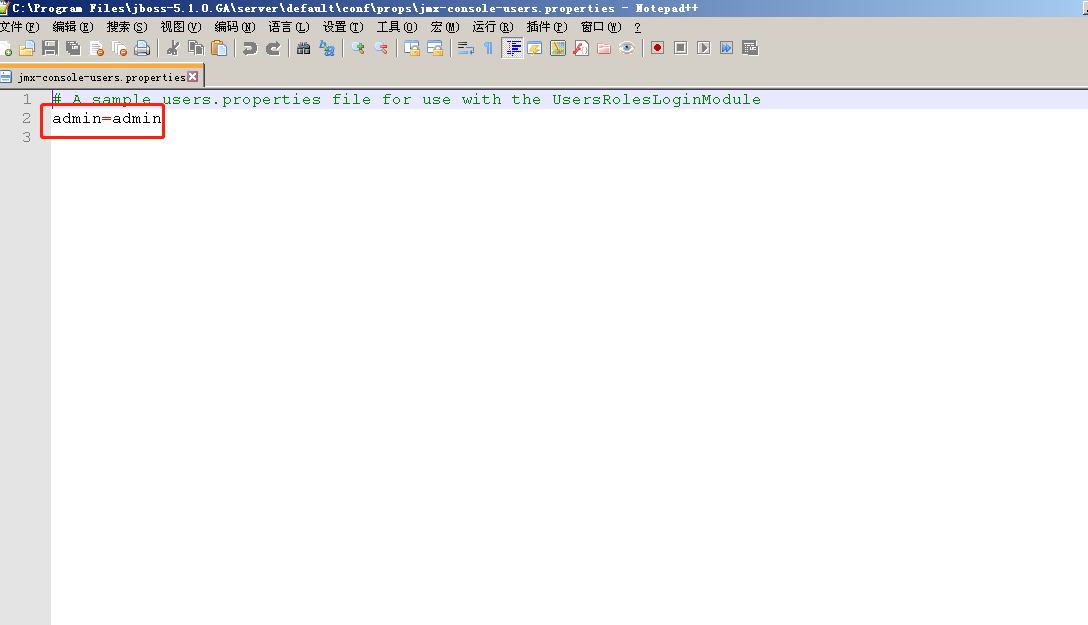 C:\Program Files\jboss-5.1.0.GA\server\default\conf\props\jmx-console-users.properties - Notepad++
文件(F) 编辑(E) 搜索(S) 视图(V) 编码(N) 语言(L) 设置(T) 工具(O) 宏(M) 运行(R) 插件(P) 窗口(W) ?
jmx-console-users.properties
1 # A sample users.properties file for use with the UsersRolesLoginModule
2 admin=admin
3